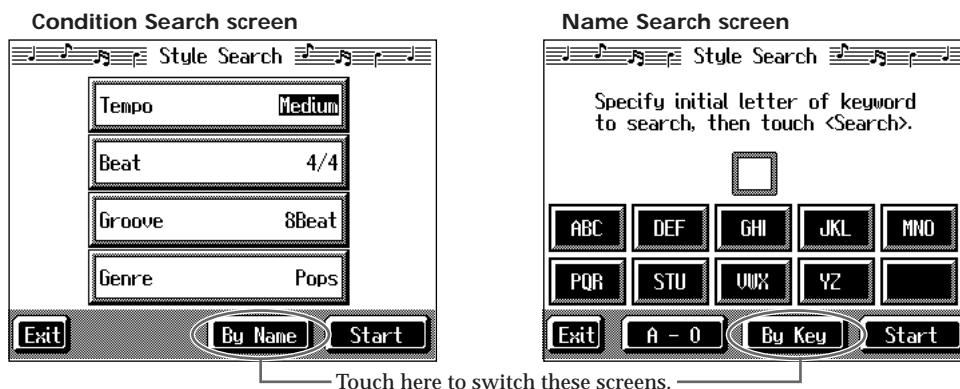 Condition Search screen
Style Search
Tempo Medium
Beat 4/4
Groove 8Beat
Genre Pops
Exit By Name Start
Name Search screen
Style Search
Specify initial letter of keyword
to search, then touch <Search>.
ABC DEF GHI JKL MNO
PQR STU VWX YZ
Exit A - 0 By Key Start
Touch here to switch these screens.